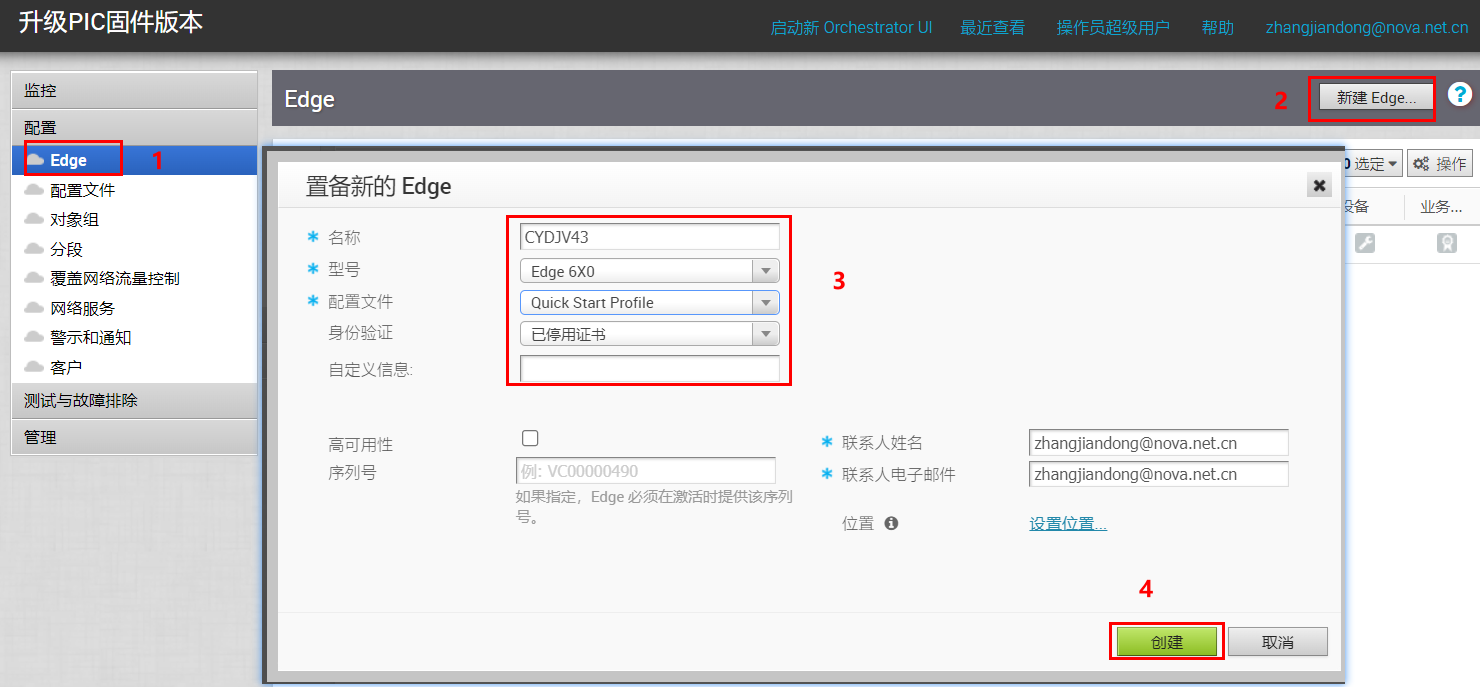 升级PIC固件版本
启动新 Orchestrator UI 最近查看 操作员超级用户 帮助 zhangjiandong@nova.net.cn
监控
配置
Edge 1
配置文件
对象组
分段
覆盖网络流量控制
网络服务
警示和通知
客户
测试与故障排除
管理
Edge
2 新建 Edge... ?
0 选定 操作
设备 业务...
置备新的 Edge
* 名称 CYDJV43
* 型号 Edge 6X0
* 配置文件 Quick Start Profile
身份验证 已停用证书
自定义信息:
3
高可用性
序列号 例: VC00000490
如果指定，Edge 必须在激活时提供该序列
号。
* 联系人姓名 zhangjiandong@nova.net.cn
* 联系人电子邮件 zhangjiandong@nova.net.cn
位置 设置位置...
4
创建 取消